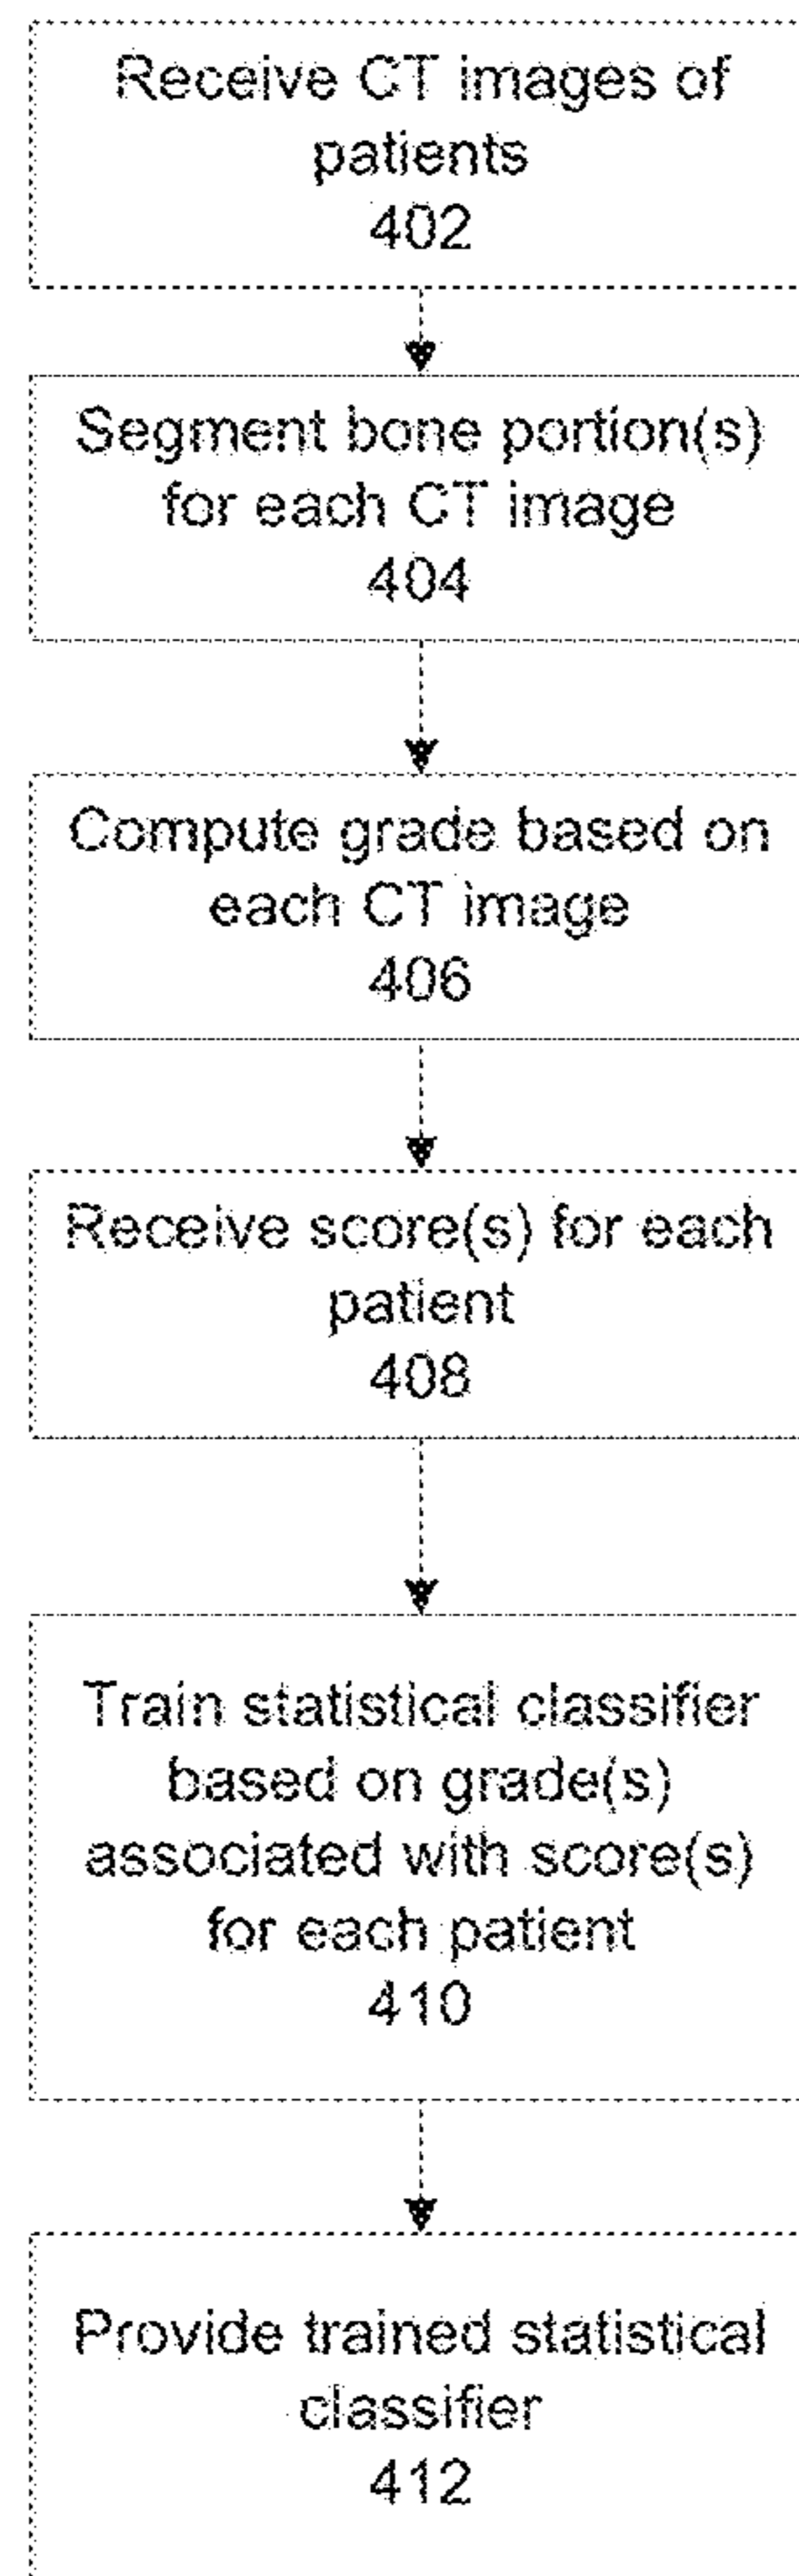 Receive CT images of
patients
402
Segment bone portion(s)
for each CT image
404
Compute grade based on
each CT image
406
Receive score(s) for each
patient
408
Train statistical classifier
based on grade(s)
associated with score(s)
for each patient
410
Provide trained statistical
classifier
412